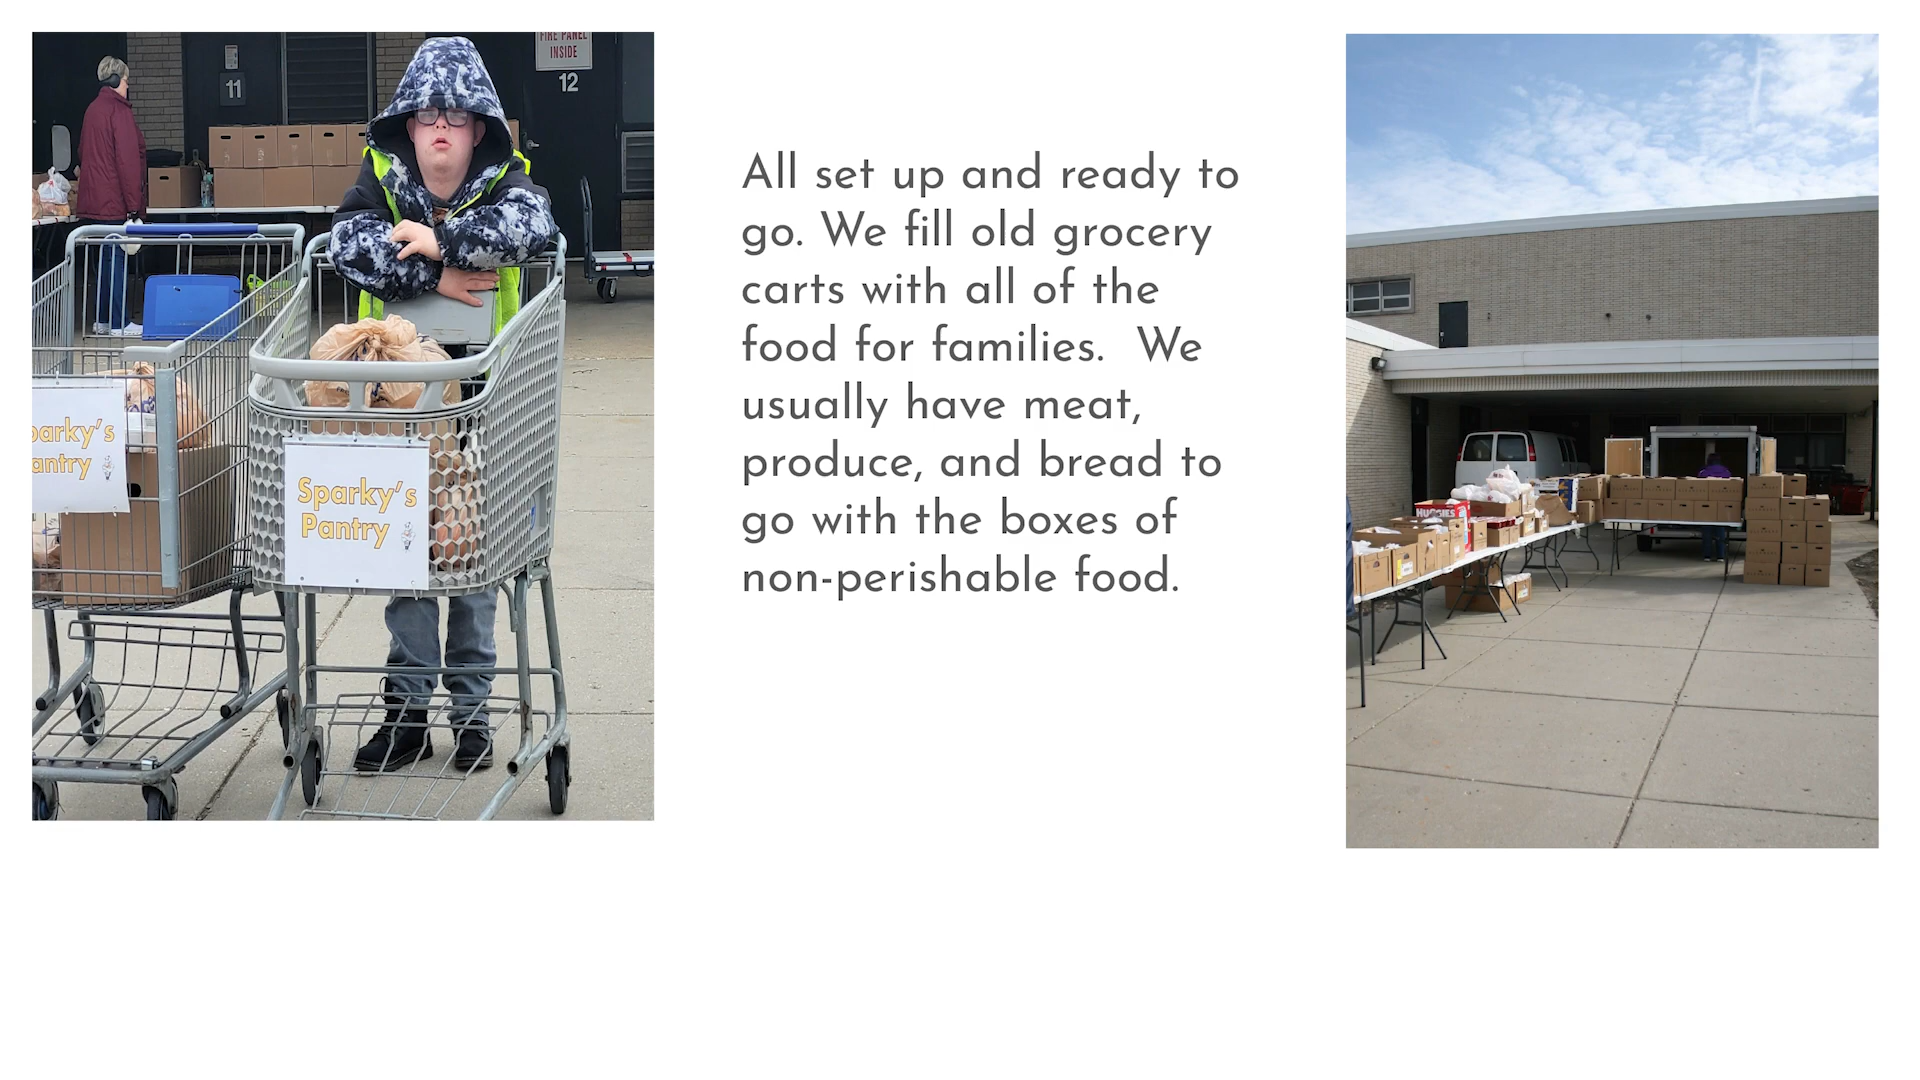 FIRE PANEL
INSIDE
11
12
parky's
antry
Sparky's
Pantry
All set up and ready to
go. We fill old grocery
carts with all of the
food for families.  We
usually have meat,
produce, and bread to
go with the boxes of
non-perishable food.
HUGGIES